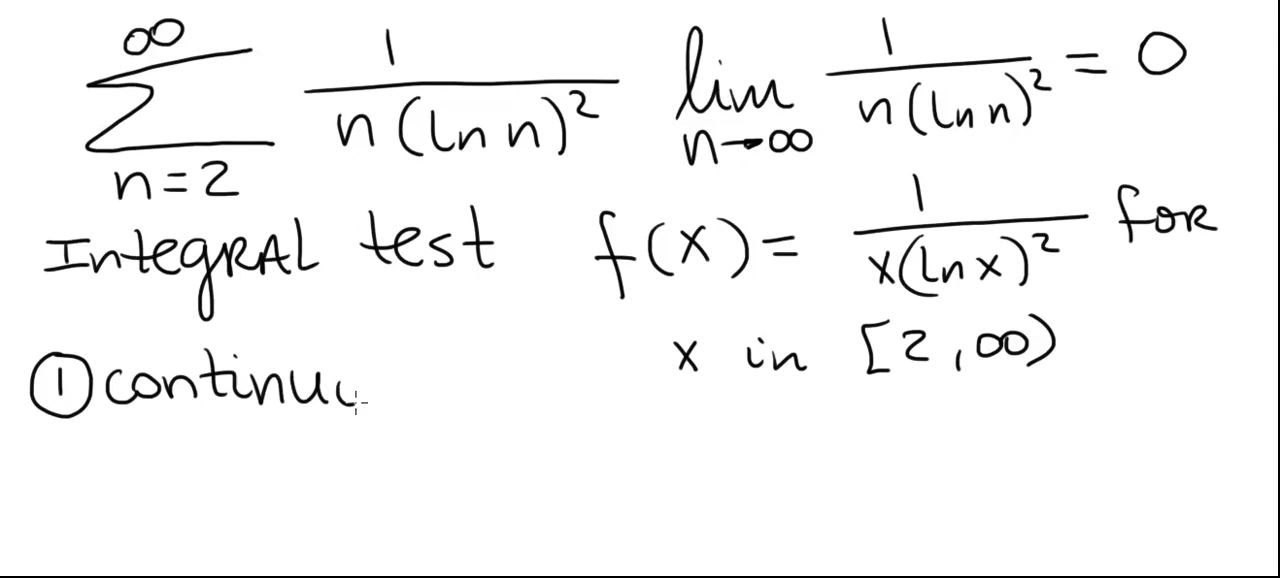 ∑_{n=2}^{∞} 1/(n(ln n)²) lim_{n→∞} 1/(n(ln n)²) = 0
Integral test f(x) = 1/(x(ln x)²) for
x in [2, ∞)
① continu